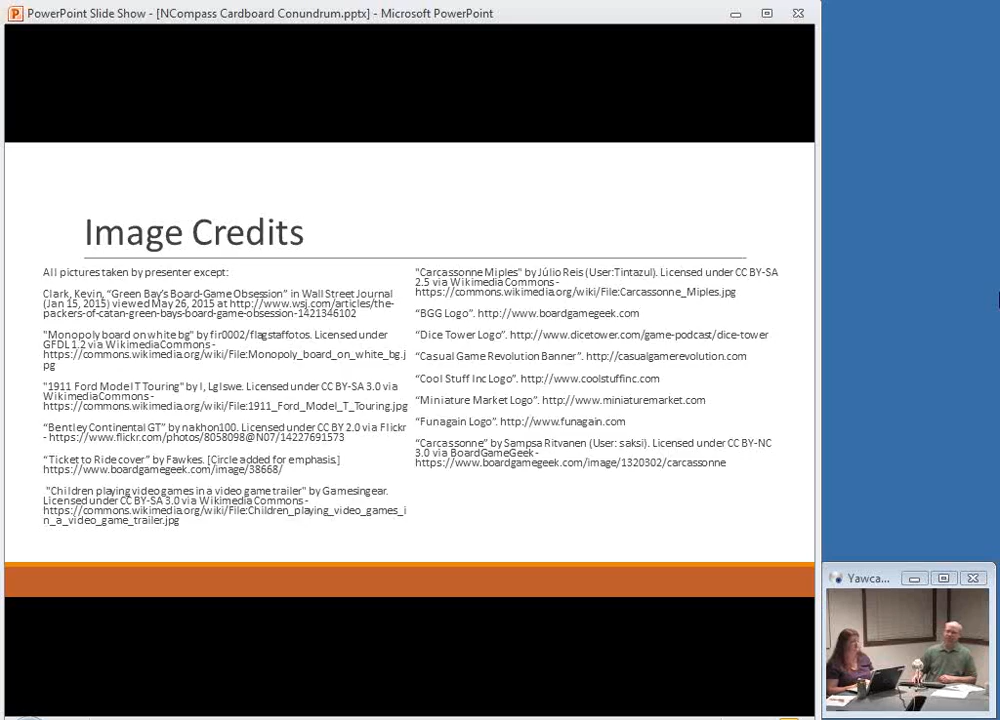 PowerPoint Slide Show - [NCompass Cardboard Conundrum.pptx] - Microsoft PowerPoint
Image Credits
All pictures taken by presenter except:
Clark, Kevin, “Green Bay’s Board-Game Obsession” in Wall Street Journal
(Jan 15, 2015) viewed May 26, 2015 at http://www.wsj.com/articles/the-
packers-of-catan-green-bays-board-game-obsession-1421346102
"Monopoly board on white bg" by fir0002/flagstaffotos. Licensed under
GFDL 1.2 via Wikimedia Commons -
https://commons.wikimedia.org/wiki/File:Monopoly_board_on_white_bg.j
pg
"1911 Ford Model T Touring" by I, Lglswe. Licensed under CC BY-SA 3.0 via
Wikimedia Commons -
https://commons.wikimedia.org/wiki/File:1911_Ford_Model_T_Touring.jpg
“Bentley Continental GT” by nakhon100. Licensed under CC BY 2.0 via Flickr
- https://www.flickr.com/photos/8058098@N07/14227691573
“Ticket to Ride cover” by Fawkes. [Circle added for emphasis.]
https://www.boardgamegeek.com/image/38668/
"Children playing video games in a video game trailer" by Gamesingear.
Licensed under CC BY-SA 3.0 via Wikimedia Commons -
https://commons.wikimedia.org/wiki/File:Children_playing_video_games_i
n_a_video_game_trailer.jpg
"Carcassonne Miples" by Júlio Reis (User:Tintazul). Licensed under CC BY-SA
2.5 via Wikimedia Commons -
https://commons.wikimedia.org/wiki/File:Carcassonne_Miples.jpg
“BGG Logo”. http://www.boardgamegeek.com
“Dice Tower Logo”. http://www.dicetower.com/game-podcast/dice-tower
“Casual Game Revolution Banner”. http://casualgamerevolution.com
“Cool Stuff Inc Logo”. http://www.coolstuffinc.com
“Miniature Market Logo”. http://www.miniaturemarket.com
“Funagain Logo”. http://www.funagain.com
“Carcassonne” by Sampsa Ritvanen (User: saksi). Licensed under CC BY-NC
3.0 via BoardGameGeek -
https://www.boardgamegeek.com/image/1320302/carcassonne
Yawca...